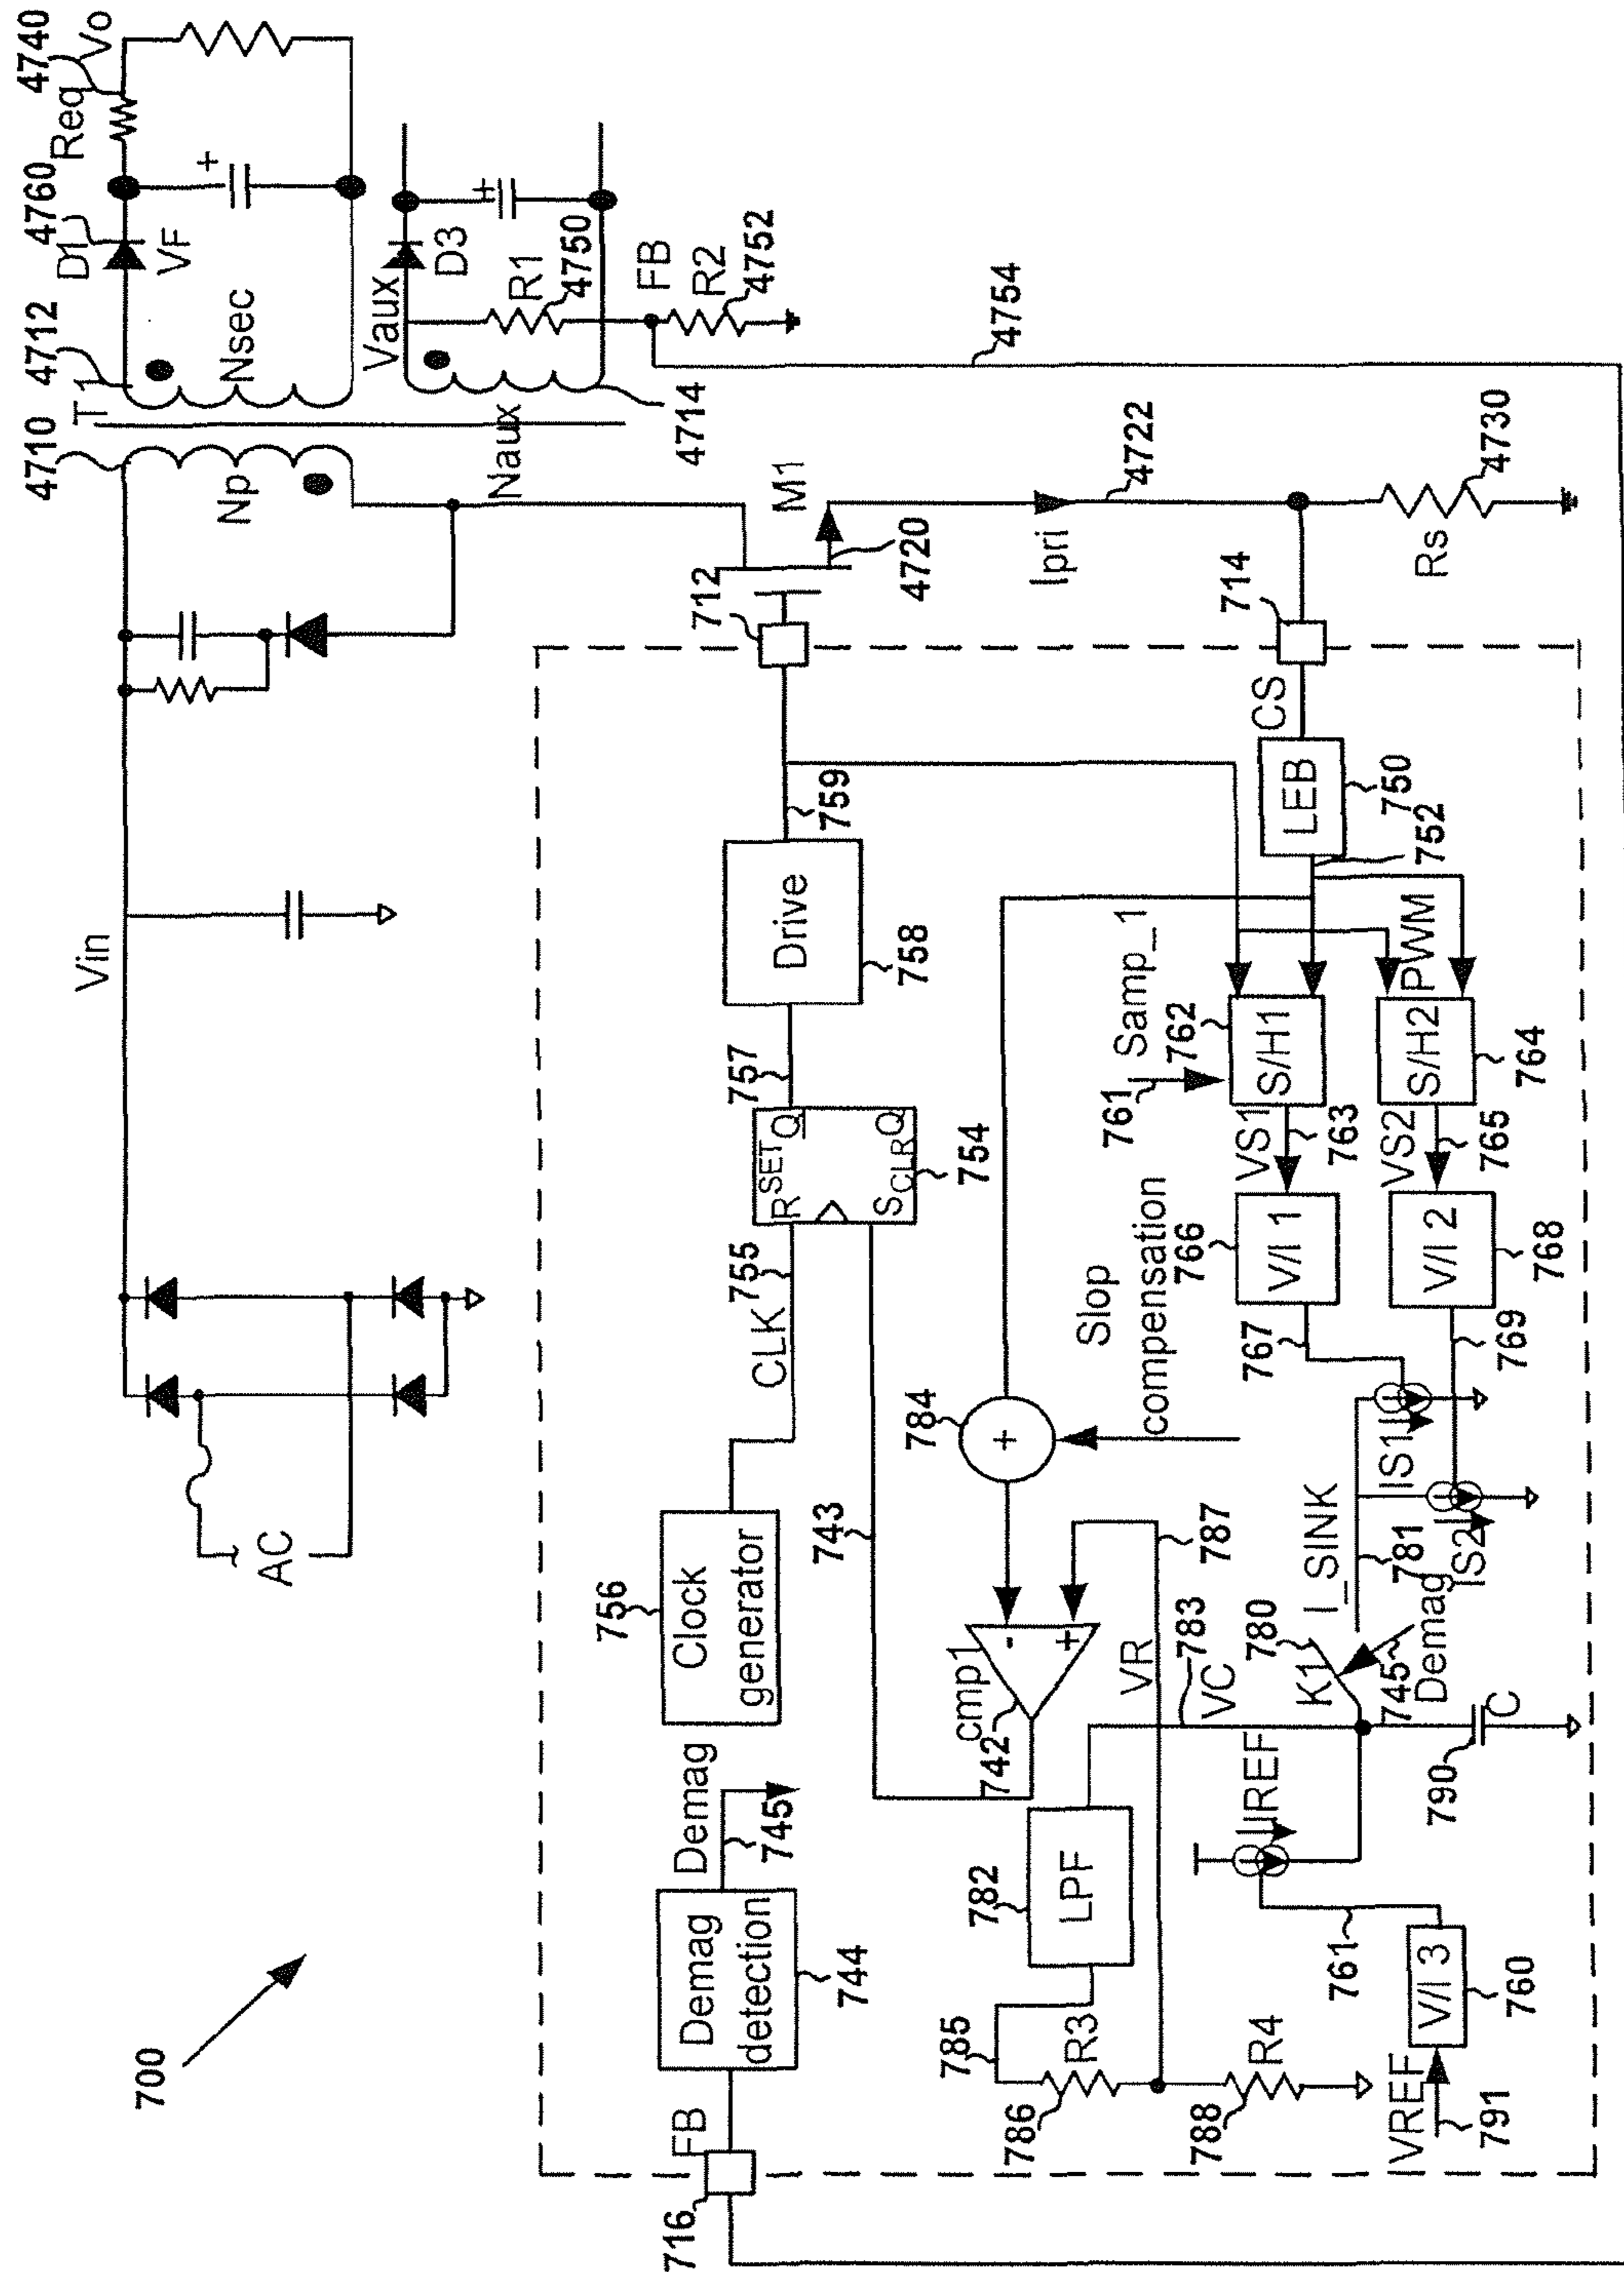 700
4710
T1
4712
D1
4760
Req
4740
Vo
VF
Np
Nsec
Vin
AC
Vaux
D3
R1
4750
FB
R2
4752
Naux
4714
4754
712
M1
4720
Ipri
4722
714
Rs
4730
716
FB
Demag
detection
744
Demag
745
756
Clock
generator
CLK
755
R
SET
Q
S
CLR
Q
754
757
Drive
758
759
743
cmp1
742
-
+
784
+
Slop
compensation
CS
LEB
750
752
PWM
761
Samp_1
762
S/H1
S/H2
764
VS1
763
VS2
765
766
V/I 1
V/I 2
768
767
769
IS1
IS2
I_SINK
781
780
K1
745
Demag
787
VR
783
VC
782
LPF
785
R3
786
R4
788
IREF
790
C
761
V/I 3
760
VREF
791
+
+